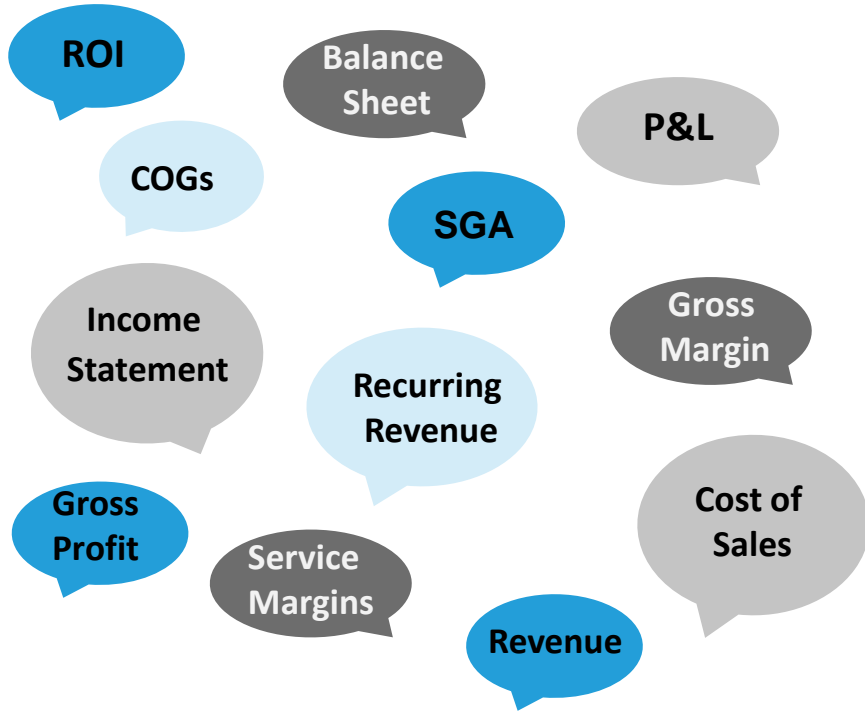 ROI
Balance
Sheet
P&L
COGs
SGA
Income
Statement
Gross
Margin
Recurring
Revenue
Gross
Profit
Cost of
Sales
Service
Margins
Revenue